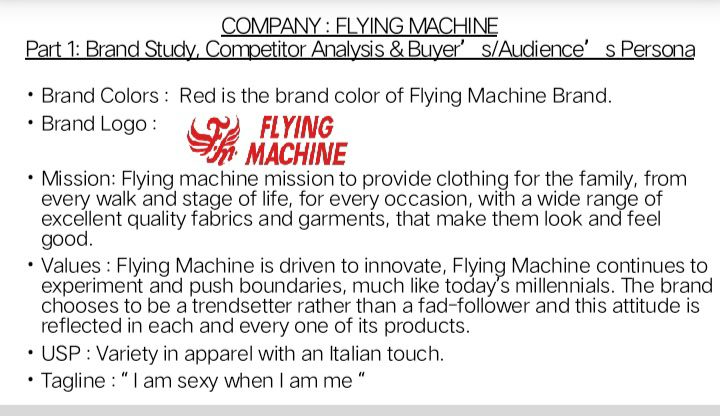 COMPANY : FLYING MACHINE
Part 1: Brand Study, Competitor Analysis & Buyer’ s/Audience’ s Persona
• Brand Colors : Red is the brand color of Flying Machine Brand.
• Brand Logo :
FLYING
MACHINE
• Mission: Flying machine mission to provide clothing for the family, from
every walk and stage of life, for every occasion, with a wide range of
excellent quality fabrics and garments, that make them look and feel
good.
• Values : Flying Machine is driven to innovate, Flying Machine continues to
experiment and push boundaries, much like today's millennials. The brand
chooses to be a trendsetter rather than a fad-follower and this attitude is
reflected in each and every one of its products.
• USP : Variety in apparel with an Italian touch.
• Tagline : “ I am sexy when I am me “